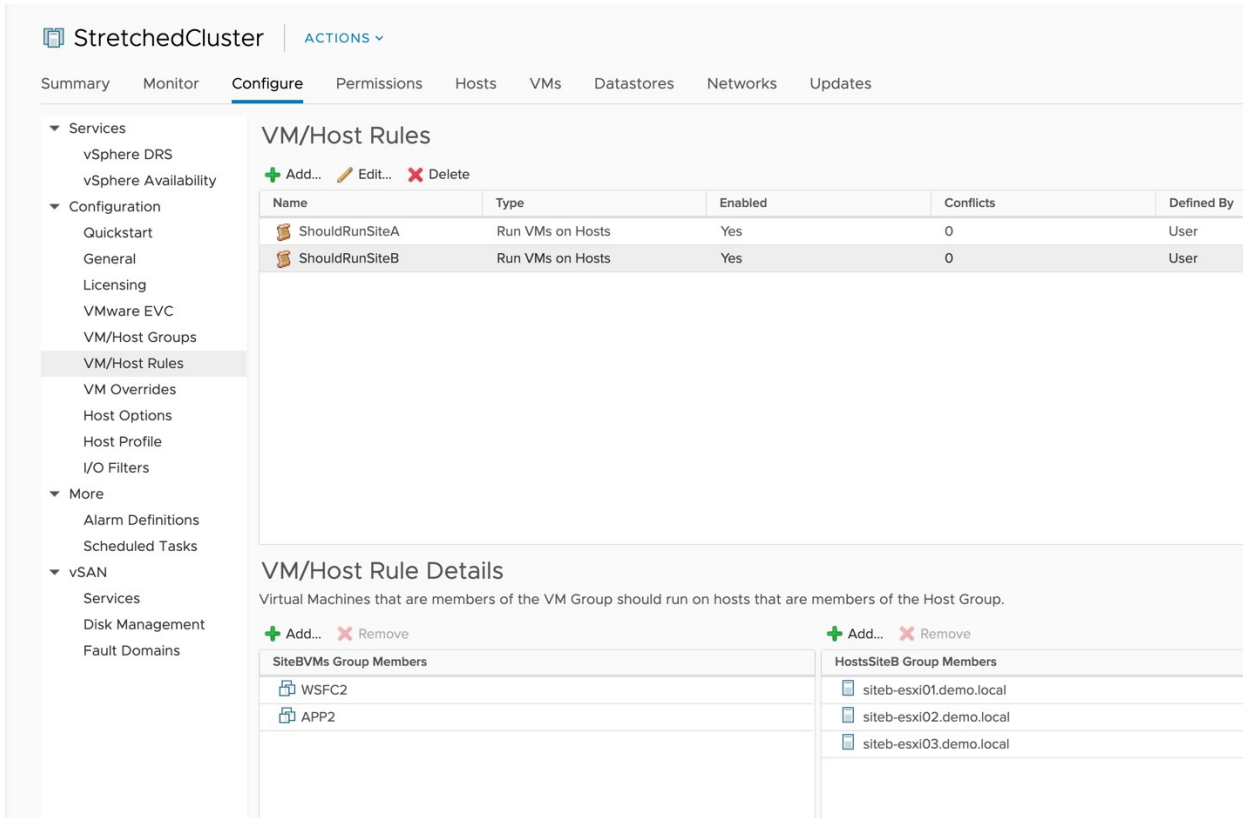 StretchedCluster ACTIONS
Summary Monitor Configure Permissions Hosts VMs Datastores Networks Updates
Services
vSphere DRS
vSphere Availability
Configuration
Quickstart
General
Licensing
VMware EVC
VM/Host Groups
VM/Host Rules
VM Overrides
Host Options
Host Profile
I/O Filters
More
Alarm Definitions
Scheduled Tasks
vSAN
Services
Disk Management
Fault Domains
VM/Host Rules
Add... Edit... Delete
Name Type Enabled Conflicts Defined By
ShouldRunSiteA Run VMs on Hosts Yes 0 User
ShouldRunSiteB Run VMs on Hosts Yes 0 User
VM/Host Rule Details
Virtual Machines that are members of the VM Group should run on hosts that are members of the Host Group.
Add... Remove
SiteBVMs Group Members
WSFC2
APP2
Add... Remove
HostsSiteB Group Members
siteb-esxi01.demo.local
siteb-esxi02.demo.local
siteb-esxi03.demo.local